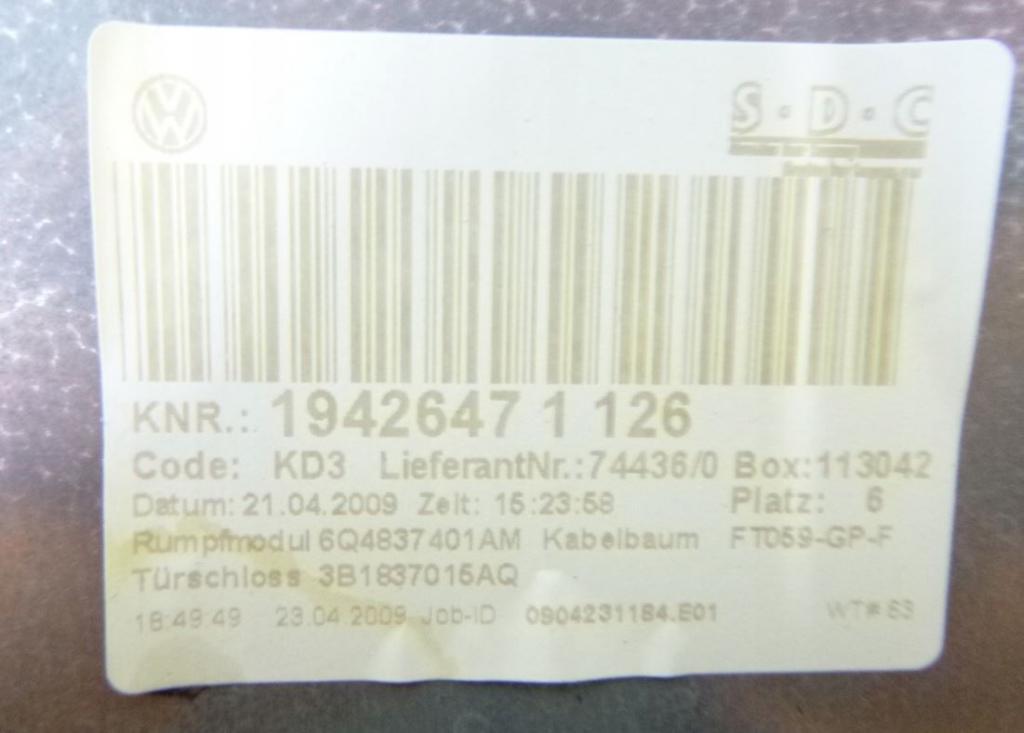 VW S·D·C
KNR.: 1942647 1 126
Code: KD3 LieferantNr.:74436/0 Box:113042
Datum: 21.04.2009 Zeit: 15:23:58 Platz: 6
Rumpfmodul 6Q4837401AM Kabelbaum FT059-GP-F
Türschloss 3B1837015AQ
18:49:49 23.04.2009 Job-ID 0904231184.E01 WT# 63